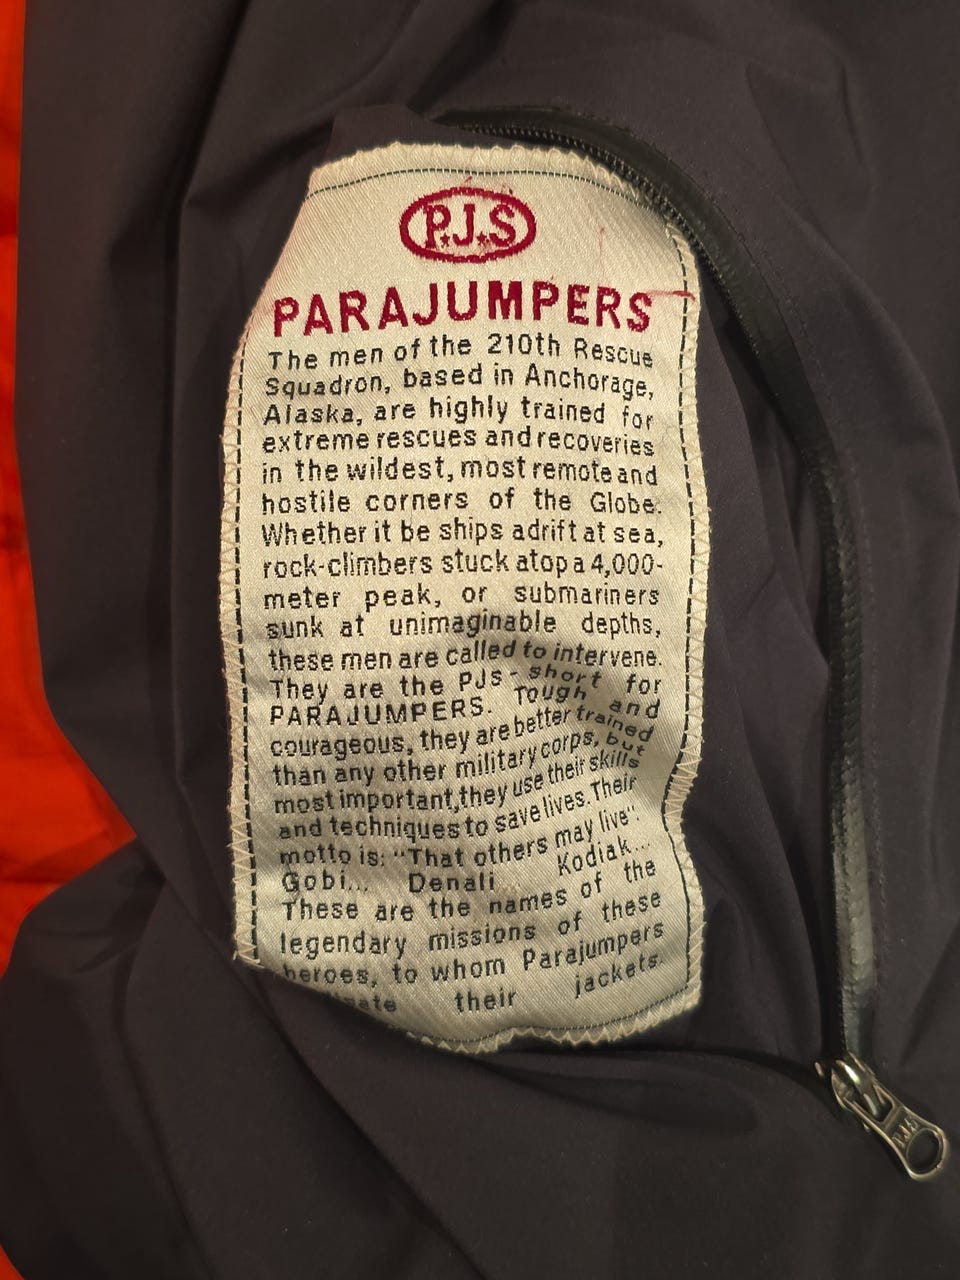 P.J.S
PARAJUMPERS
The men of the 210th Rescue
Squadron, based in Anchorage,
Alaska, are highly trained for
extreme rescues and recoveries
in the wildest, most remote and
hostile corners of the Globe.
Whether it be ships adrift at sea,
rock-climbers stuck atop a 4,000-
meter peak, or submariners
sunk at unimaginable depths,
these men are called to intervene.
They are the PJs - short for
PARAJUMPERS. Tough and
courageous, they are better trained
than any other military corps, but
most important, they use their skills
and techniques to save lives. Their
motto is: "That others may live".
Gobi... Denali Kodiak...
These are the names of the
legendary missions of these
heroes, to whom Parajumpers
their jackets.
PJS